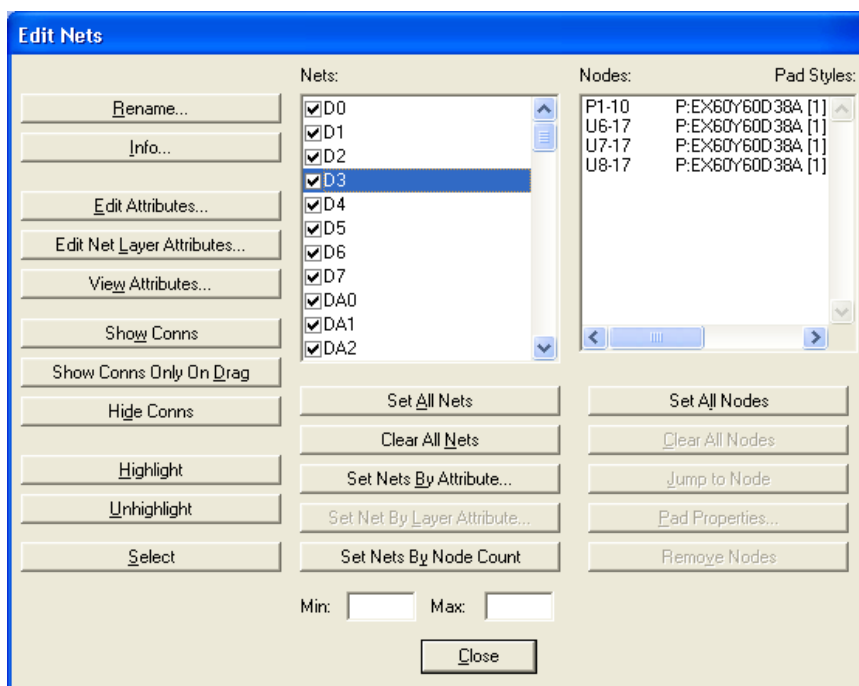 Edit Nets
Nets:
Nodes: Pad Styles:
Rename...
Info...
Edit Attributes...
Edit Net Layer Attributes...
View Attributes...
Show Conns
Show Conns Only On Drag
Hide Conns
Highlight
Unhighlight
Select
D0
D1
D2
D3
D4
D5
D6
D7
DA0
DA1
DA2
Set All Nets
Clear All Nets
Set Nets By Attribute...
Set Net By Layer Attribute...
Set Nets By Node Count
Min: Max:
P1-10 P:EX60Y60D38A [1]
U6-17 P:EX60Y60D38A [1]
U7-17 P:EX60Y60D38A [1]
U8-17 P:EX60Y60D38A [1]
Set All Nodes
Clear All Nodes
Jump to Node
Pad Properties...
Remove Nodes
Close